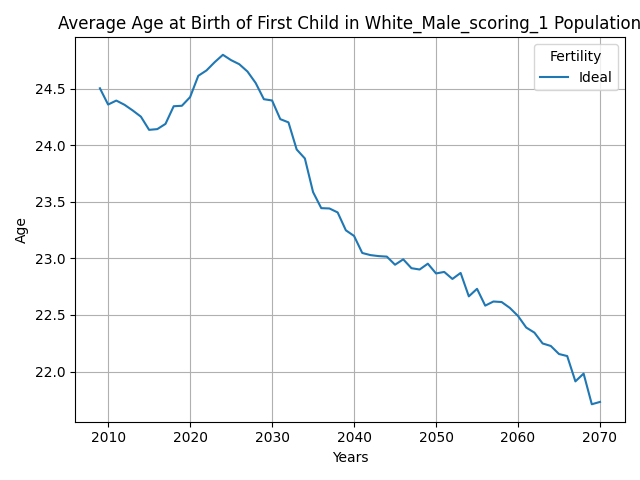 Average Age at Birth of First Child in White_Male_scoring_1 Population
Fertility
Ideal
Age
24.5
24.0
23.5
23.0
22.5
22.0
2010 2020 2030 2040 2050 2060 2070
Years